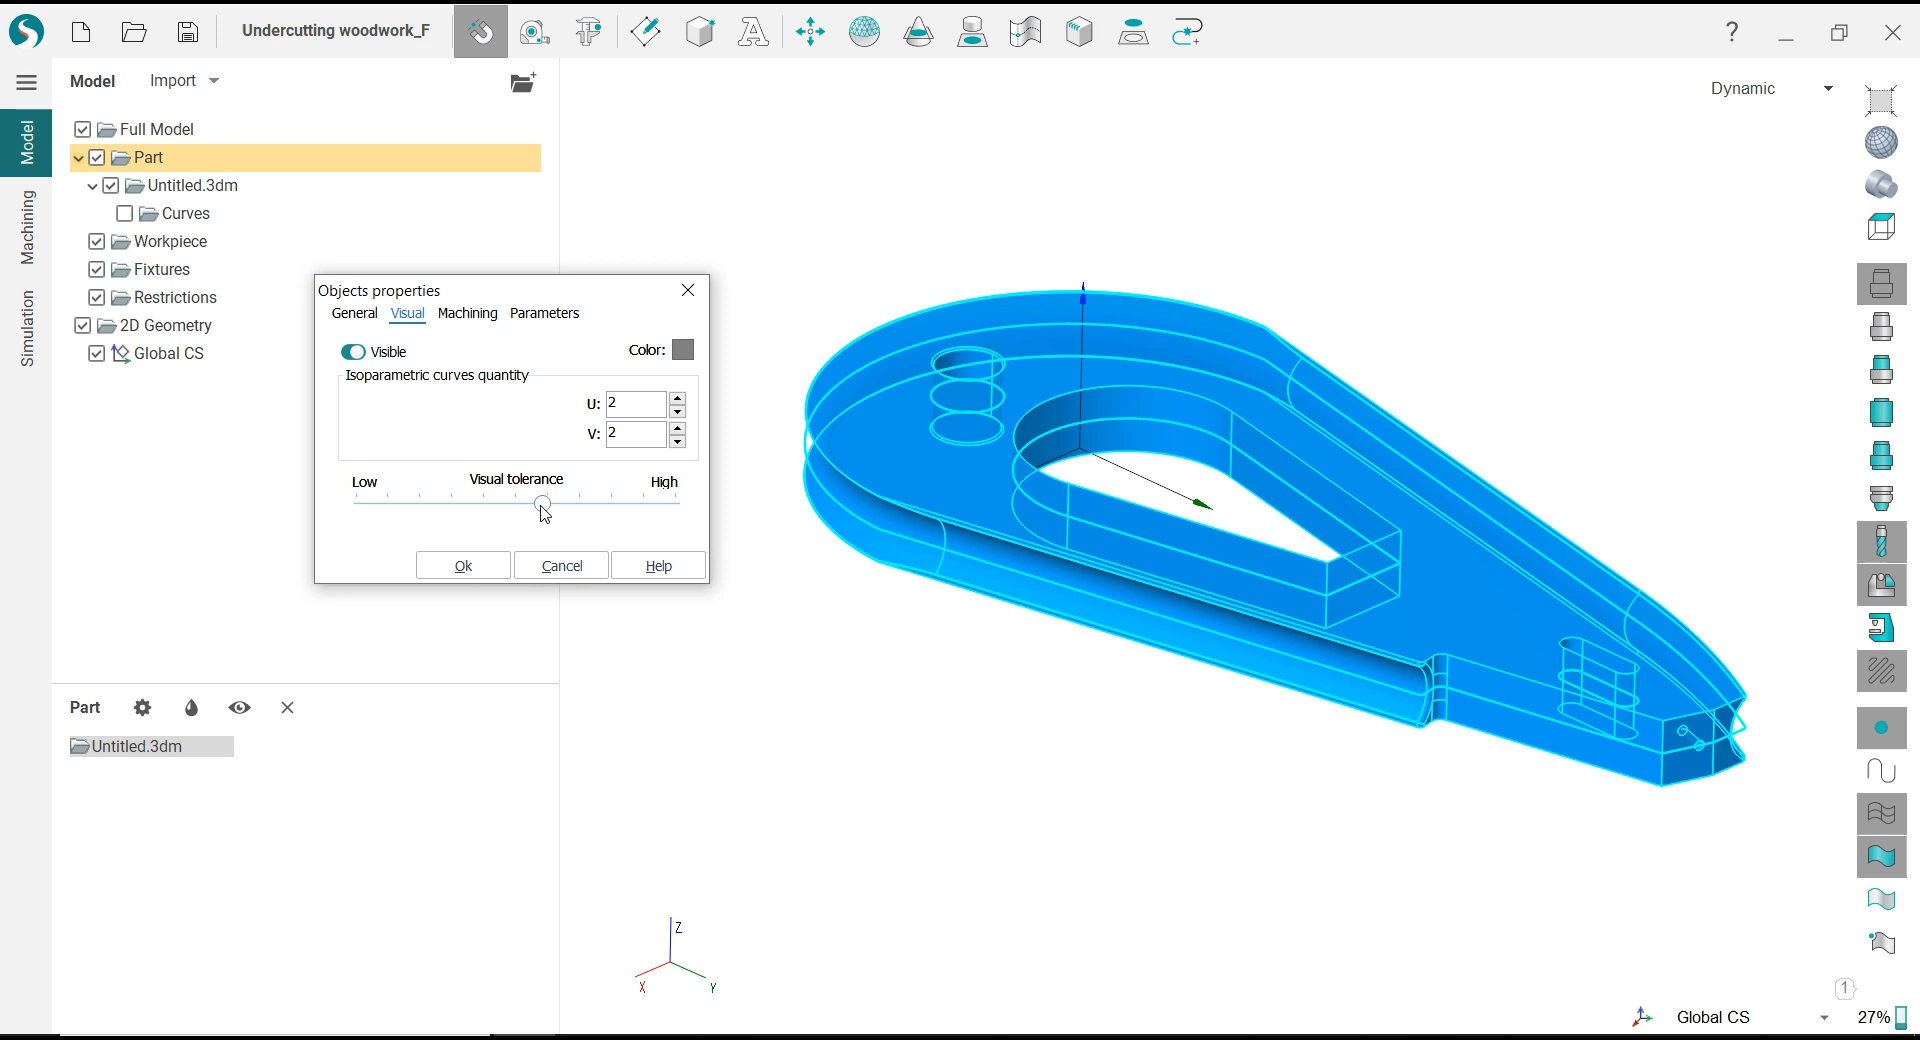 Undercutting woodwork_F
?
Model Import
Dynamic
Model
Machining
Simulation
Full Model
Part
Untitled.3dm
Curves
Workpiece
Fixtures
Restrictions
2D Geometry
Global CS
Objects properties
General Visual Machining Parameters
Visible Color:
Isoparametric curves quantity
U: 2
V: 2
Low Visual tolerance High
Ok Cancel Help
Part
Untitled.3dm
Z
X Y
1
Global CS 27%